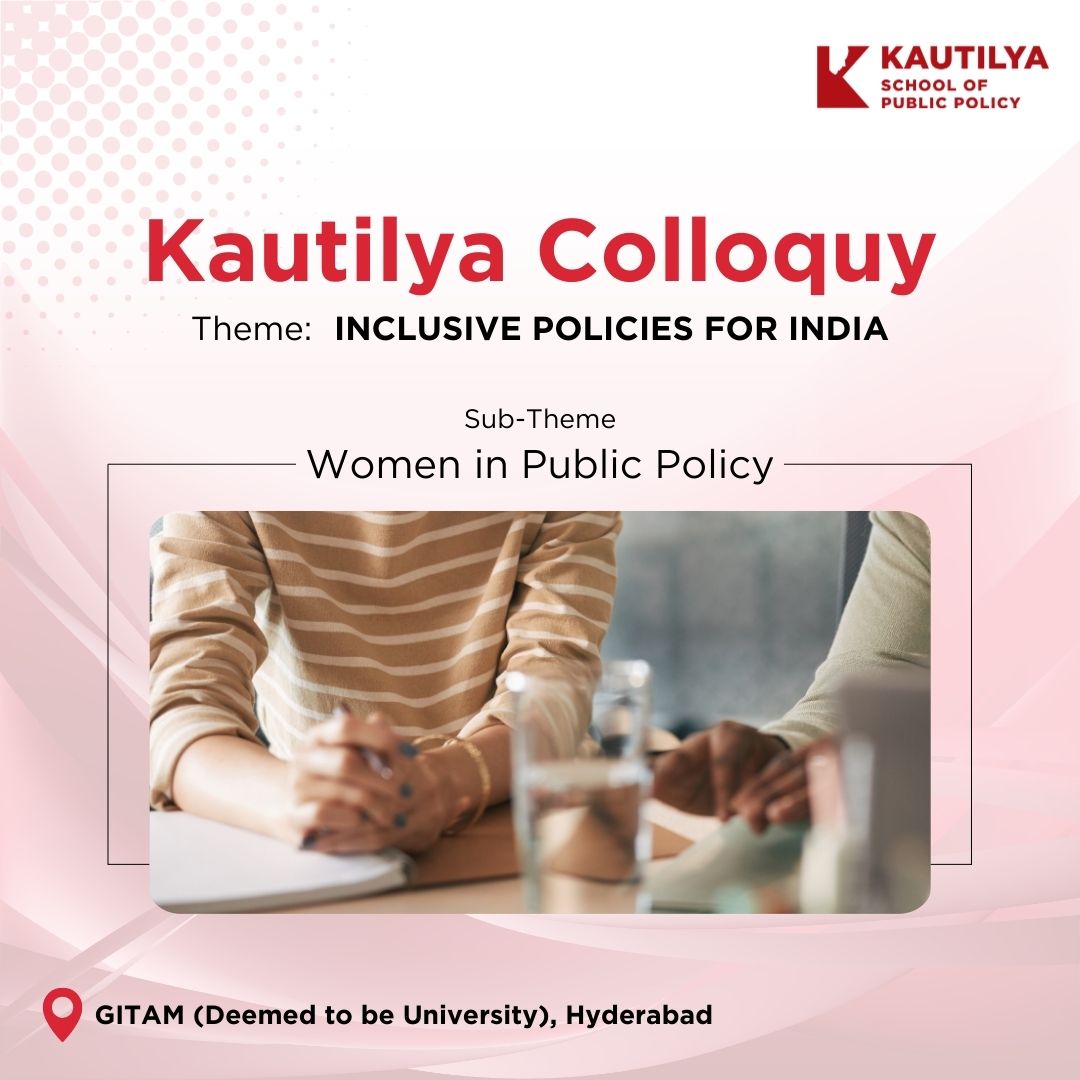 KAUTILYA
SCHOOL OF
PUBLIC POLICY
Kautilya Colloquy
Theme: INCLUSIVE POLICIES FOR INDIA
Sub-Theme
Women in Public Policy
GITAM (Deemed to be University), Hyderabad